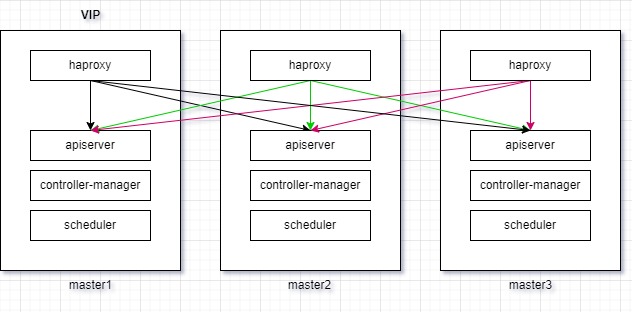 VIP
haproxy
haproxy
haproxy
apiserver
apiserver
apiserver
controller-manager
controller-manager
controller-manager
scheduler
scheduler
scheduler
master1
master2
master3